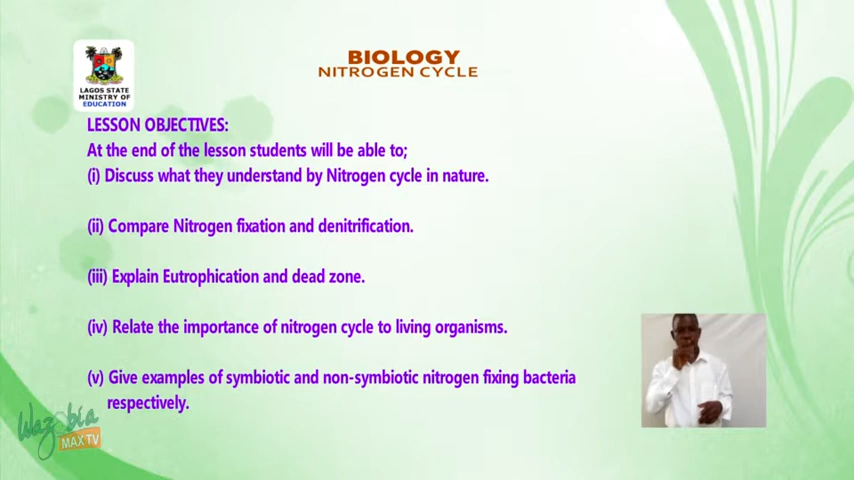 BIOLOGY
NITROGEN CYCLE
LAGOS STATE
MINISTRY OF
EDUCATION
LESSON OBJECTIVES:
At the end of the lesson students will be able to;
(i) Discuss what they understand by Nitrogen cycle in nature.
(ii) Compare Nitrogen fixation and denitrification.
(iii) Explain Eutrophication and dead zone.
(iv) Relate the importance of nitrogen cycle to living organisms.
(v) Give examples of symbiotic and non-symbiotic nitrogen fixing bacteria
respectively.
Wazobia
MAX TV